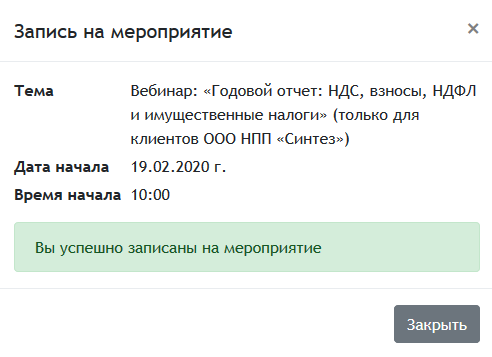 Запись на мероприятие ×
Тема Вебинар: «Годовой отчет: НДС, взносы, НДФЛ
и имущественные налоги» (только для
клиентов ООО НПП «Синтез»)
Дата начала 19.02.2020 г.
Время начала 10:00
Вы успешно записаны на мероприятие
Закрыть